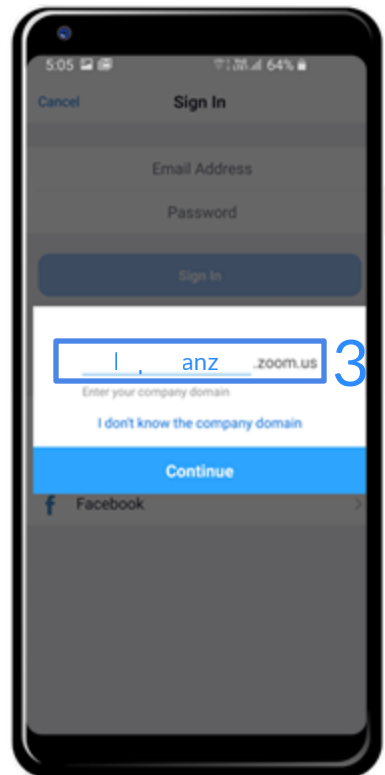 5:05 64%
Cancel Sign In
Email Address
Password
Sign In
anz .zoom.us 3
Enter your company domain
I don't know the company domain
Continue
f Facebook >